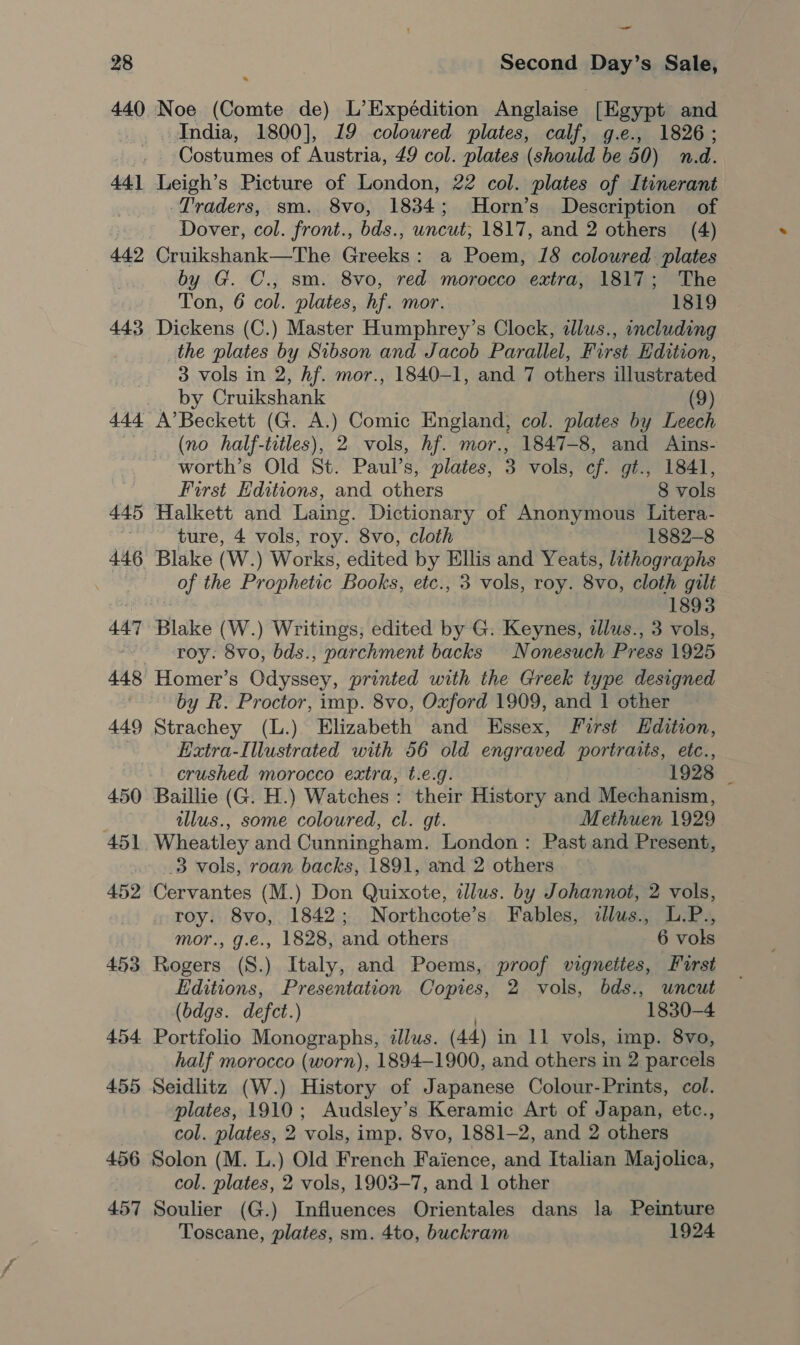 28 Second Day's Sale,
440 Noe (Comte de) L'Expédition Anglaise [Egypt and
India, 1800], 19 coloured plates, calf, g.e., 1826;
Costumes of Austria, 49 col. plates (should be 50) n.d.
441 Leigh's Picture of London, 22 col. plates of Itinerant
Traders, sm. 8vo, 1834; Horn's Description of
Dover, col. front., bds., uncut, 1817, and 2 others (4)
442 Cruikshank—The Greeks: a Poem, 18 coloured plates
by G. C., sm. 8vo, red morocco extra, 1817; The
Ton, 6 col. plates, hf. mor. 1819
443 Dickens (C.) Master Humphrey's Clock, illus., including
the plates by Sibson and Jacob Parallel, First Edition,
3 vols in 2, hf. mor., 1840-1, and 7 others illustrated
by Cruikshank (9)
444 A'Beckett (G. A.) Comic England, col. plates by Leech
(no half-titles), 2 vols, hf. mor., 1847-8, and Ains-
worth's Old St. Paul's, plates, 3 vols, cf. gt., 1841,
First Editions, and others 8 vols
445 Halkett and Laing. Dictionary of Anonymous Litera-
ture, 4 vols, roy. 8vo, cloth 1882-8
446 Blake (W.) Works, edited by Ellis and Yeats, lithographs
of the Prophetic Books, etc., 3 vols, roy. 8vo, cloth gilt
1893
447 Blake (W.) Writings, edited by G. Keynes, illus., 3 vols,
roy. 8vo, bds., parchment backs Nonesuch Press 1925
448 Homer's Odyssey, printed with the Greek type designed
by R. Proctor, imp. 8vo, Oxford 1909, and 1 other
449 Strachey (L.) Elizabeth and Essex, First Edition,
Extra-Illustrated with 56 old engraved portraits, etc.,
crushed morocco extra, t.e.g. 1928
450 Baillie (G. H.) Watches: their History and Mechanism,
illus., some coloured, cl. gt. Methuen 1929
451 Wheatley and Cunningham. London: Past and Present,
3 vols, roan backs, 1891, and 2 others
452 Cervantes (M.) Don Quixote, illus. by Johannot, 2 vols,
roy. 8vo, 1842; Northcote's Fables, illus., L.P.,
mor., g.e., 1828, and others 6 vols
453 Rogers (S.) Italy, and Poems, proof vignettes, First
Editions, Presentation Copies, 2 vols, bds., uncut
(bdgs. defct.) 1830-4
454 Portfolio Monographs, illus. (44) in 11 vols, imp. 8vo,
half morocco (worn), 1894-1900, and others in 2 parcels
455 Seidlitz (W.) History of Japanese Colour-Prints, col.
plates, 1910; Audsley's Keramic Art of Japan, etc.,
col. plates, 2 vols, imp. 8vo, 1881-2, and 2 others
456 Solon (M. L.) Old French Faïence, and Italian Majolica,
col. plates, 2 vols, 1903-7, and 1 other
457 Soulier (G.) Influences Orientales dans la Peinture
Toscane, plates, sm. 4to, buckram 1924